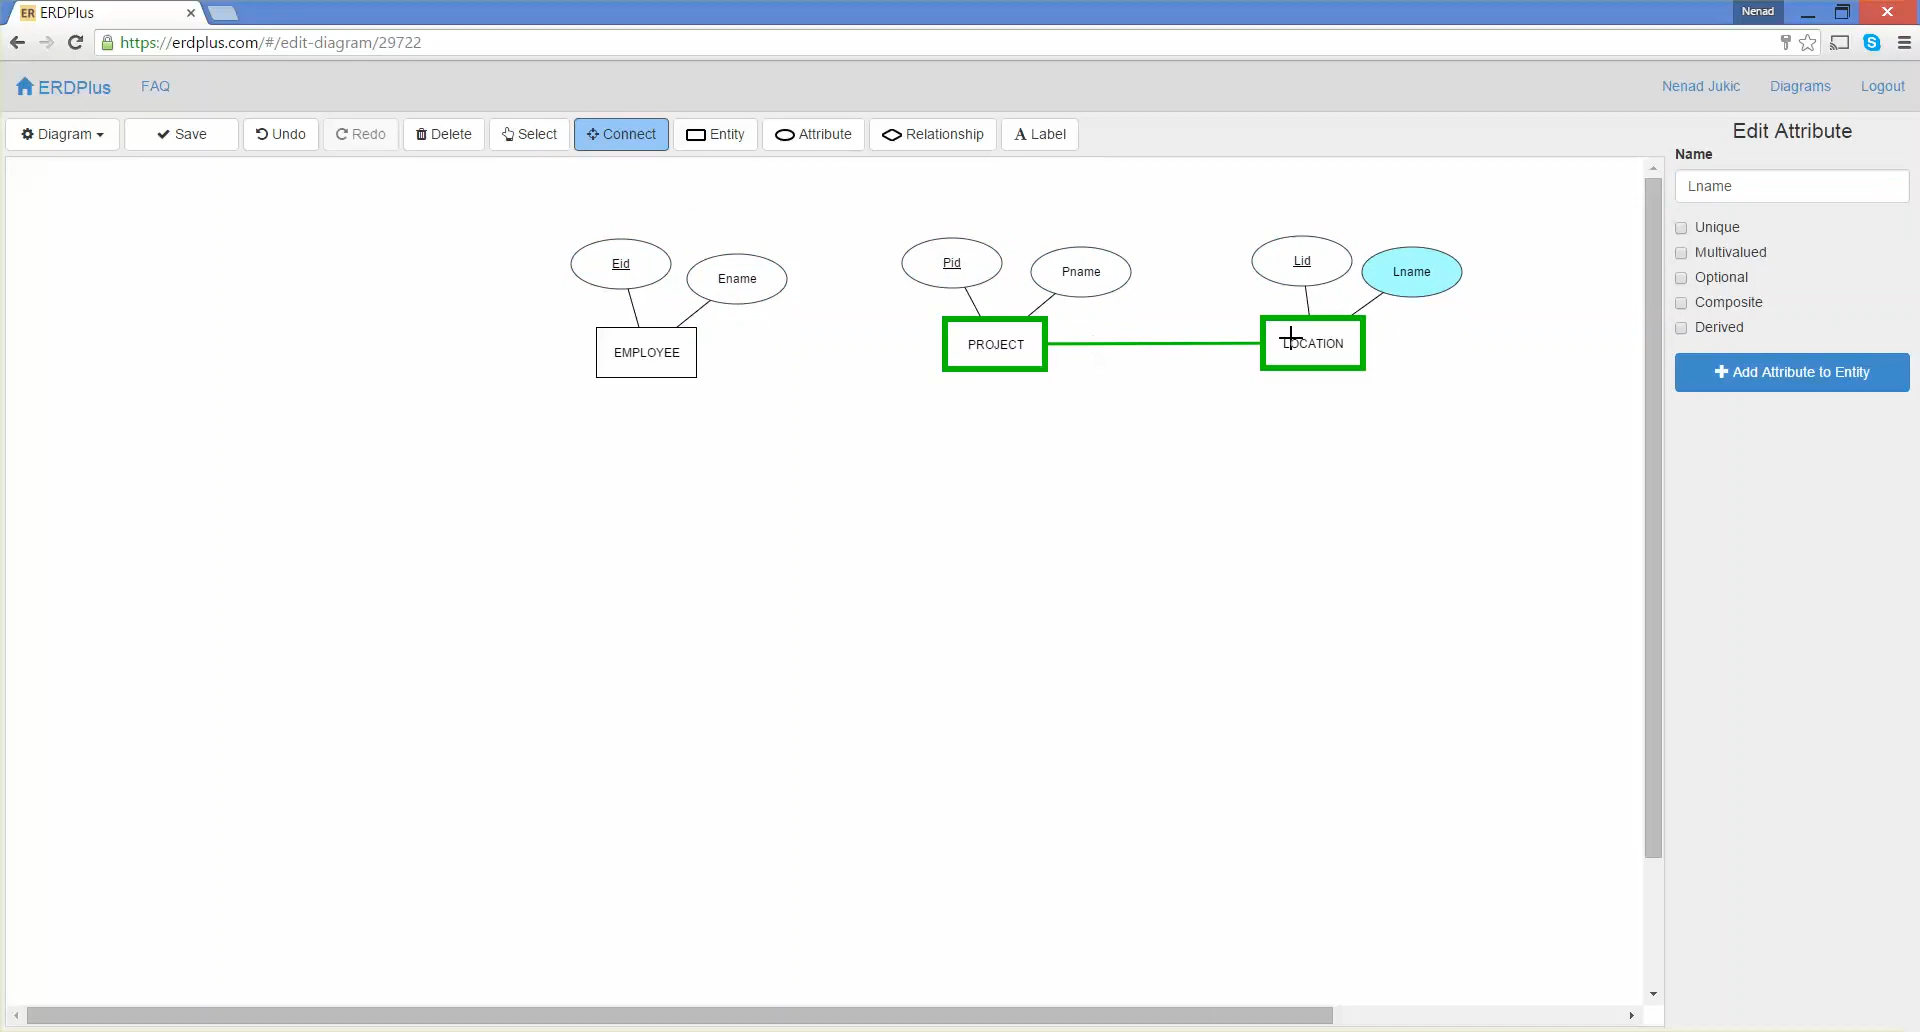 ER ERDPlus
Nenad
https://erdplus.com/#/edit-diagram/29722
ERDPlus FAQ Nenad Jukic Diagrams Logout
Diagram Save Undo Redo Delete Select Connect Entity Attribute Relationship A Label
Edit Attribute
Name
Lname
Unique
Multivalued
Optional
Composite
Derived
Add Attribute to Entity
Eid Ename Pid Pname Lid Lname
EMPLOYEE PROJECT LOCATION